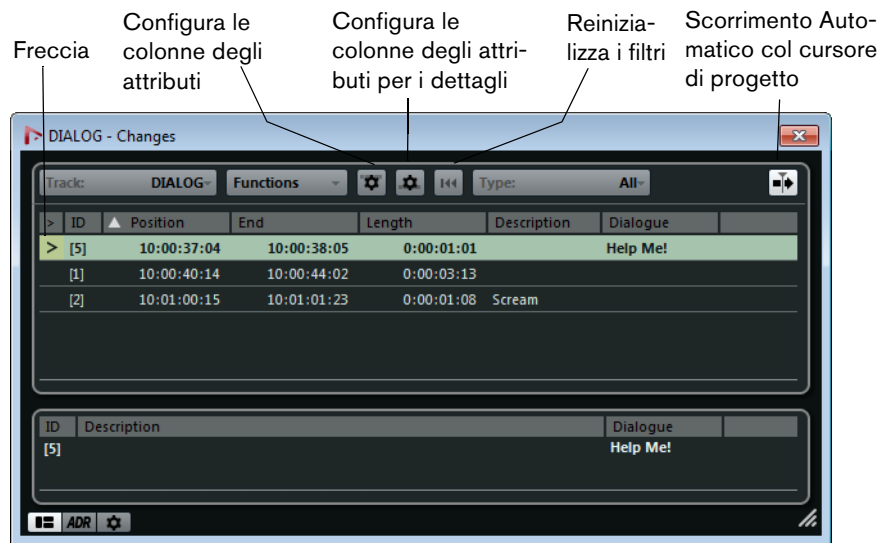 Freccia
Configura le
colonne degli
attributi
Configura le
colonne degli attri-
buti per i dettagli
Reinizia-
lizza i filtri
Scorrimento Auto-
matico col cursore
di progetto
DIALOG - Changes
Track: DIALOG Functions Type: All
> ID Position End Length Description Dialogue
> [5] 10:00:37:04 10:00:38:05 0:00:01:01 Help Me!
[1] 10:00:40:14 10:00:44:02 0:00:03:13
[2] 10:01:00:15 10:01:01:23 0:00:01:08 Scream
ID Description Dialogue
[5] Help Me!
ADR